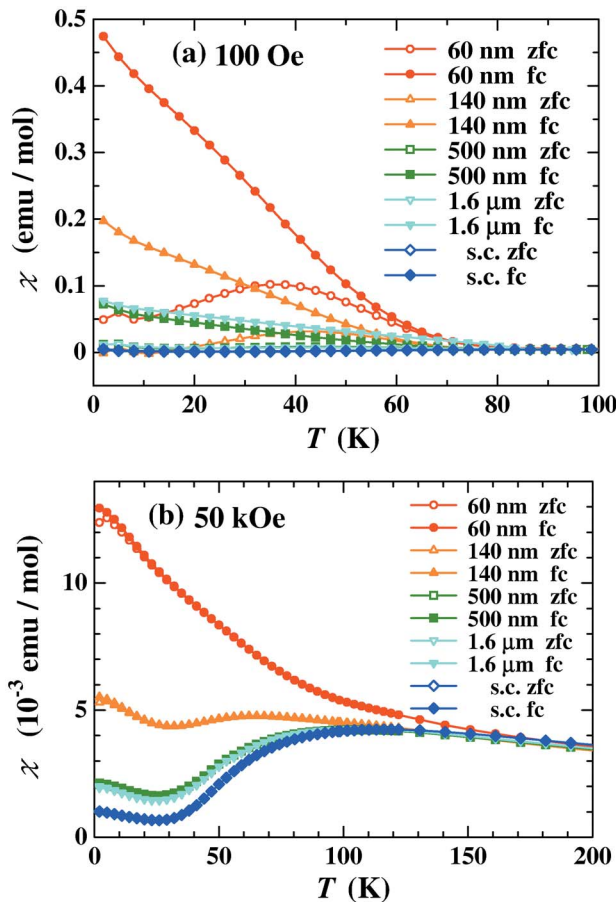 0.5
0.4
0.3
0.2
0.1
0
χ (emu / mol)
(a) 100 Oe
60 nm zfc
60 nm fc
140 nm zfc
140 nm fc
500 nm zfc
500 nm fc
1.6 μm zfc
1.6 μm fc
s.c. zfc
s.c. fc
0 20 40 60 80 100
T (K)
10
5
0
χ (10⁻³ emu / mol)
(b) 50 kOe
60 nm zfc
60 nm fc
140 nm zfc
140 nm fc
500 nm zfc
500 nm fc
1.6 μm zfc
1.6 μm fc
s.c. zfc
s.c. fc
0 50 100 150 200
T (K)